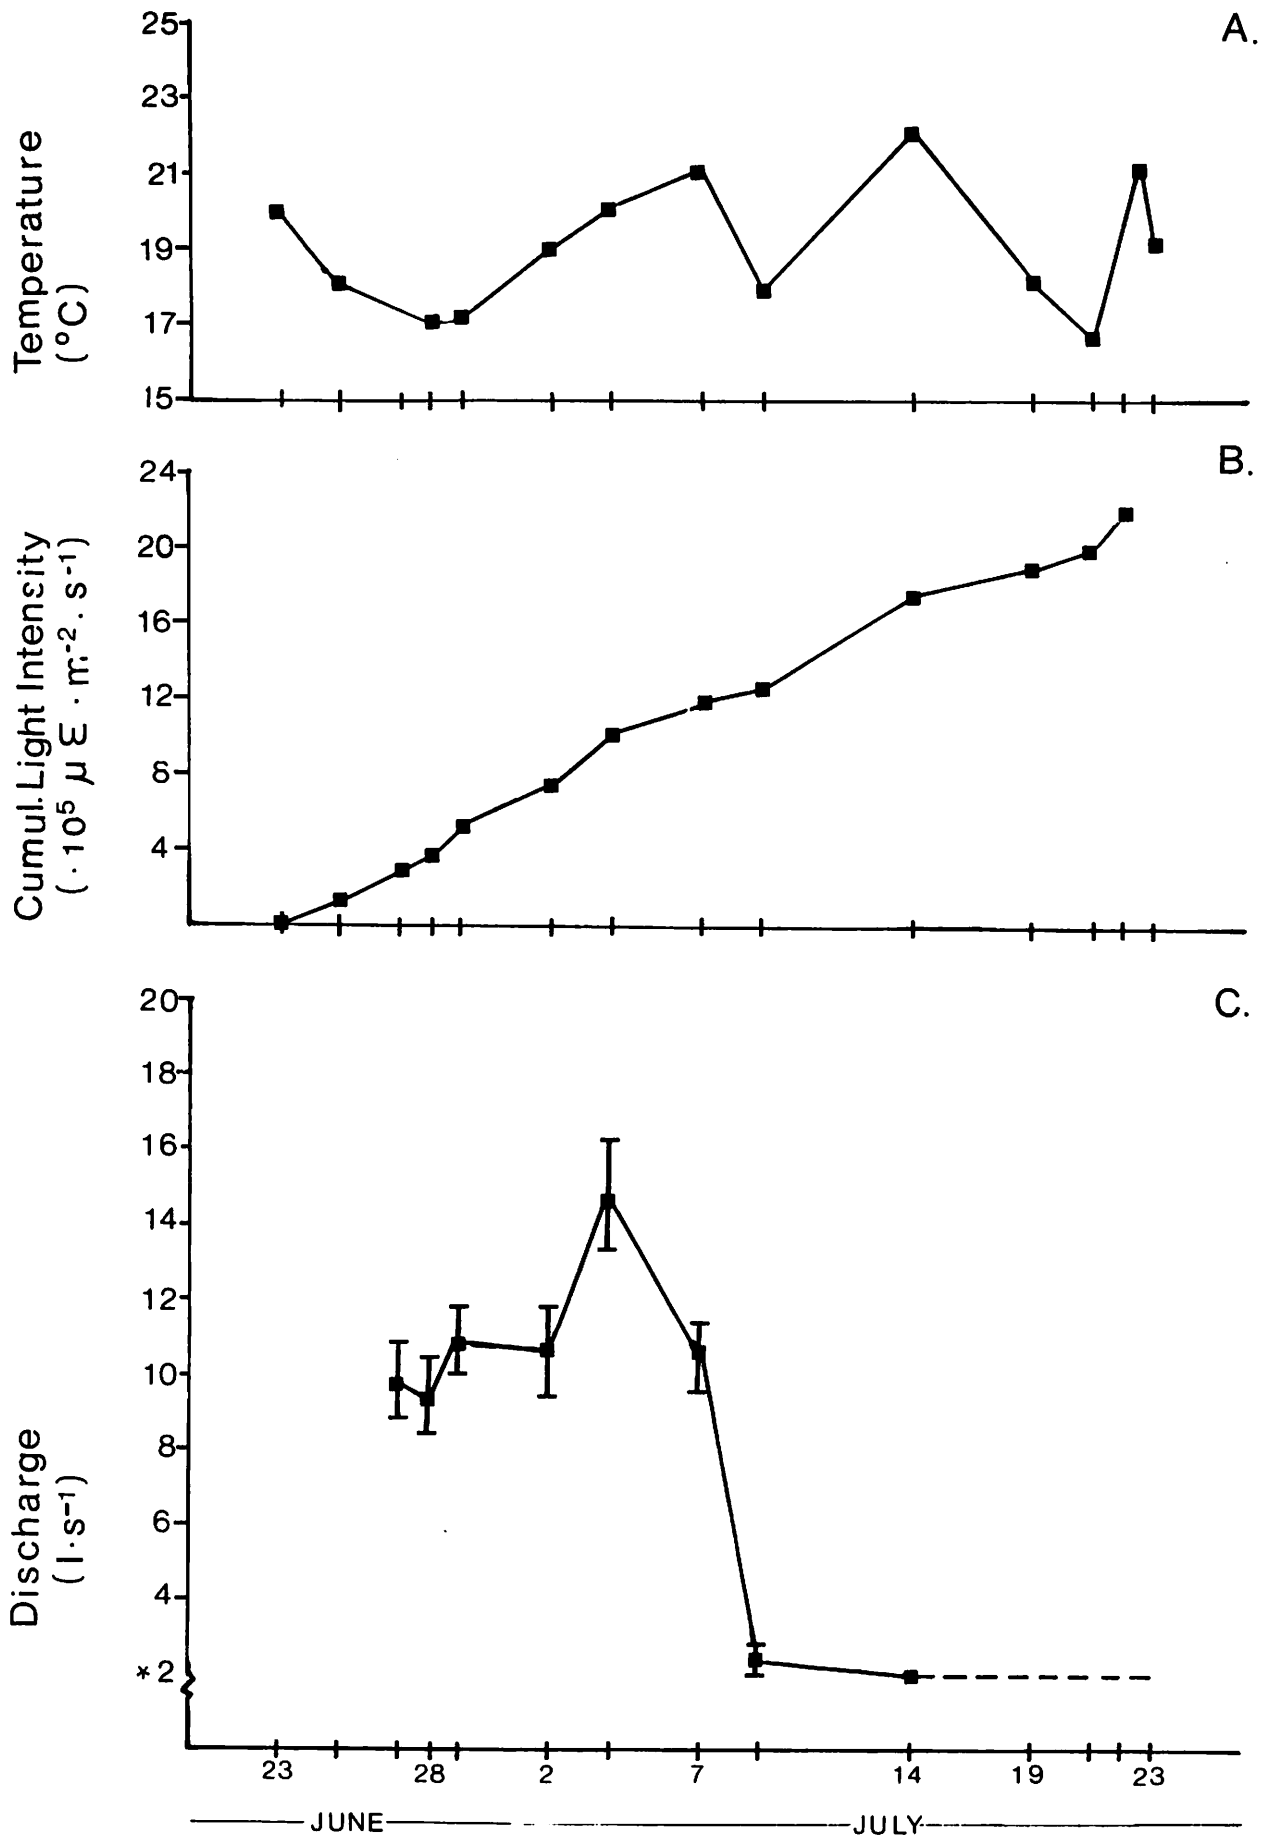 A.
25
23
21
19
17
15
Temperature
(°C)
B.
24
20
16
12
8
4
Cumul. Light Intensity
(·10⁵ μE·m⁻²·s⁻¹)
C.
20
18
16
14
12
10
8
6
4
*2
Discharge
(l·s⁻¹)
23 28 2 7 14 19 23
JUNE JULY